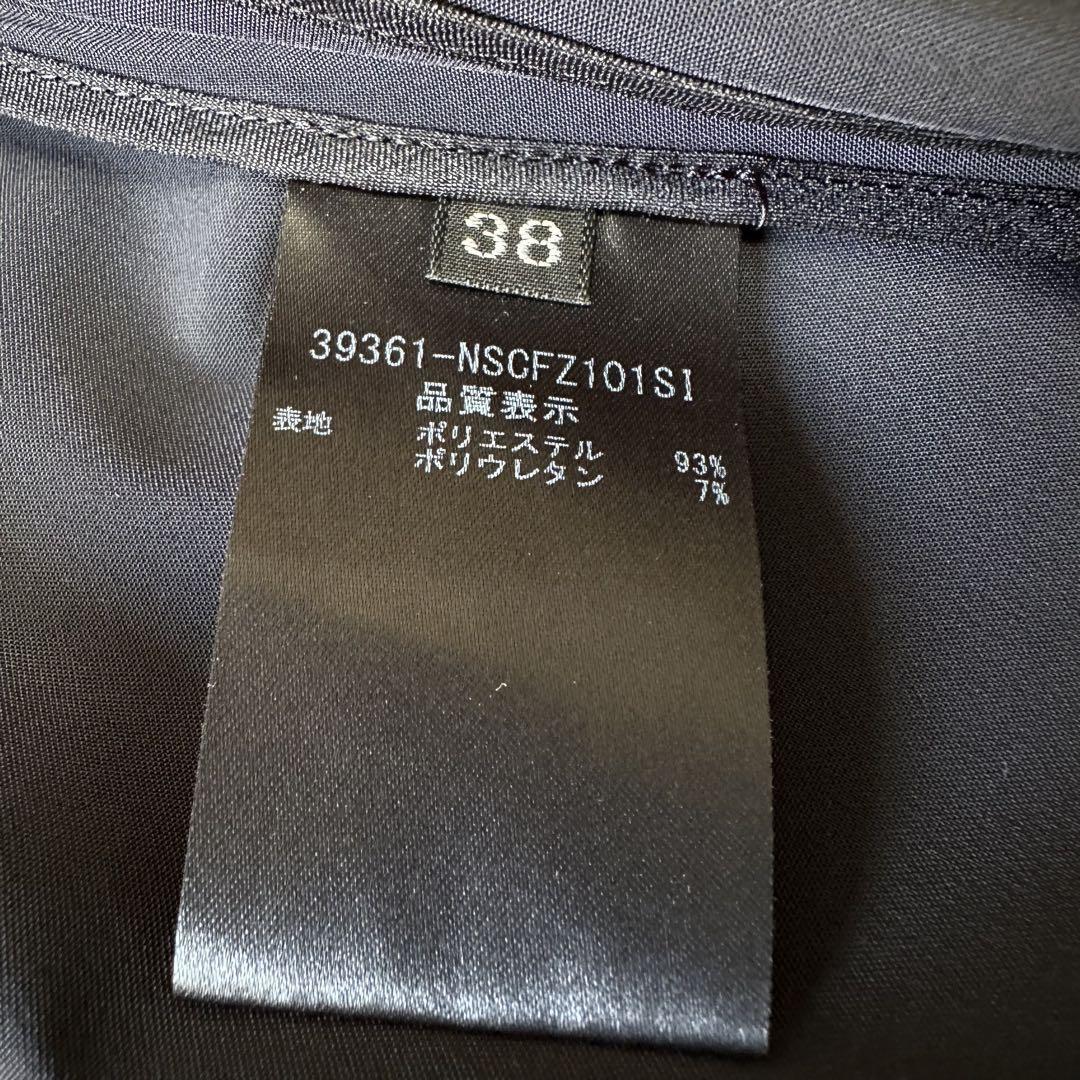 38
39361-NSCFZ101SI
品質表示
表地 ポリエステル 93%
ポリウレタン 7%